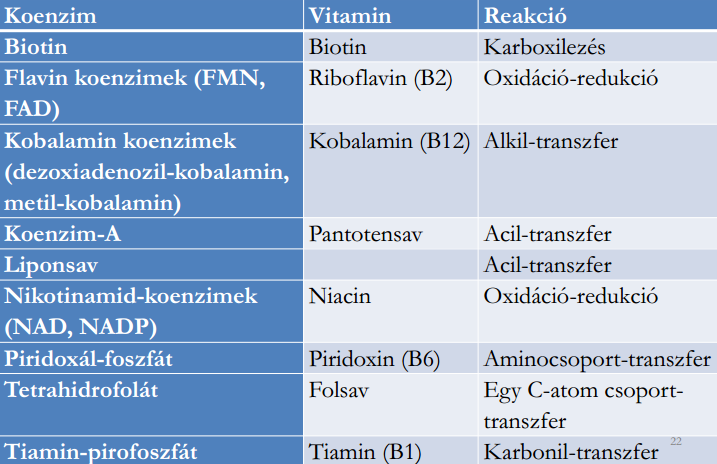 Koenzim Vitamin Reakció
Biotin Biotin Karboxilezés
Flavin koenzimek (FMN, Riboflavin (B2) Oxidáció-redukció
FAD)
Kobalamin koenzimek Kobalamin (B12) Alkil-transzfer
(dezoxiadenozil-kobalamin,
metil-kobalamin)
Koenzim-A Pantotensav Acil-transzfer
Liponsav Acil-transzfer
Nikotinamid-koenzimek Niacin Oxidáció-redukció
(NAD, NADP)
Piridoxál-foszfát Piridoxin (B6) Aminocsoport-transzfer
Tetrahidrofolát Folsav Egy C-atom csoport-
transzfer
Tiamin-pirofoszfát Tiamin (B1) Karbonil-transzfer 22